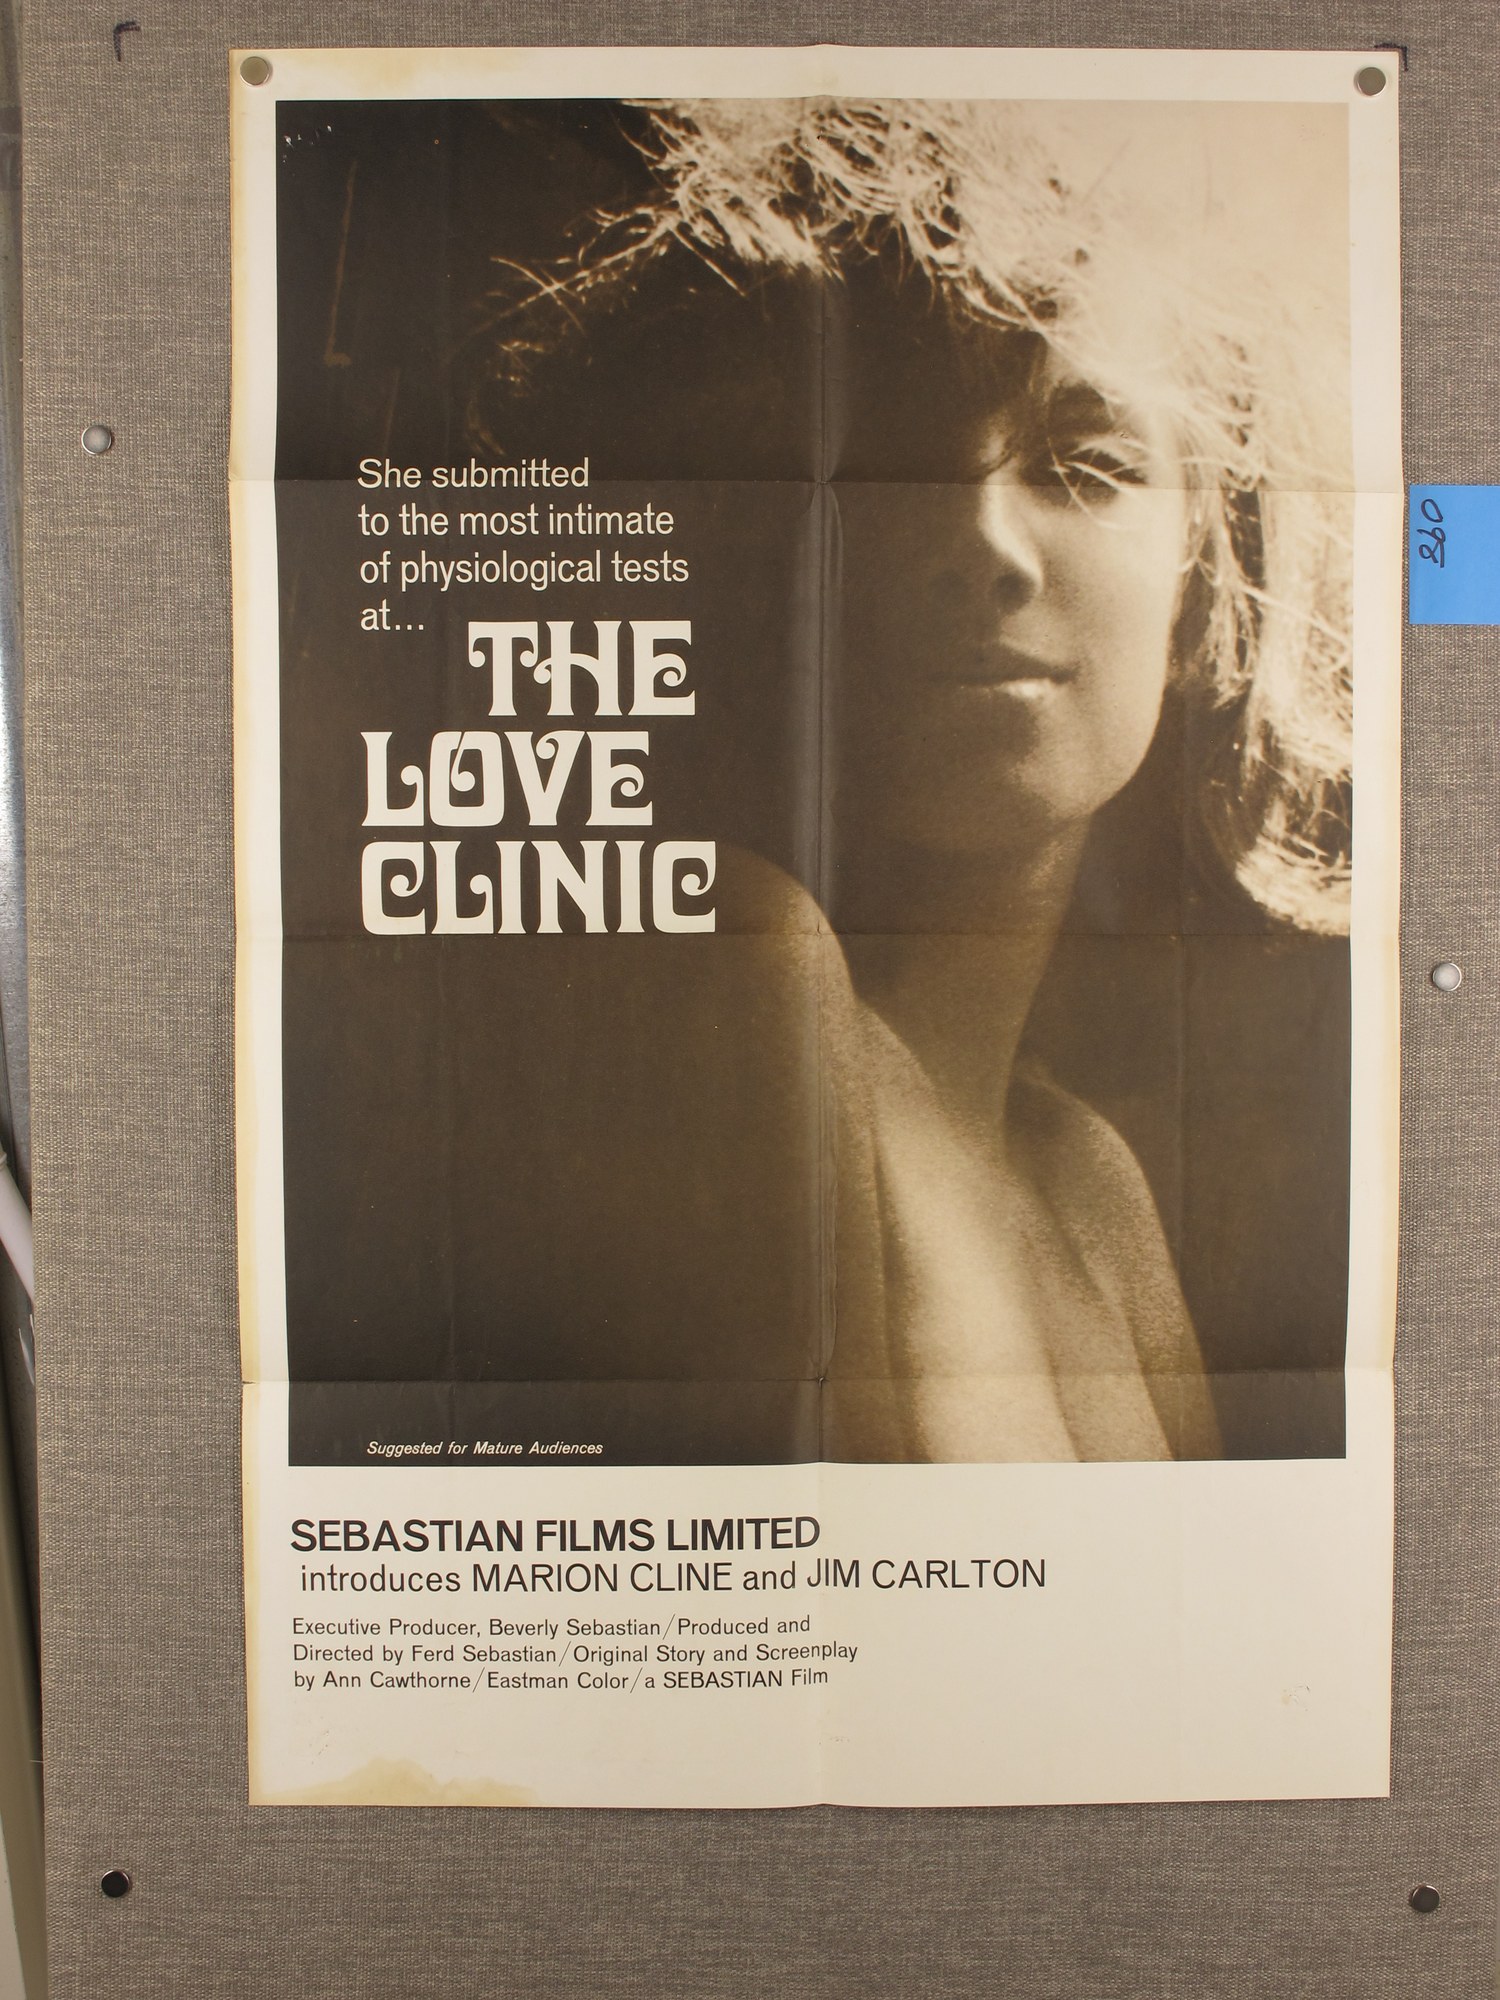 She submitted
to the most intimate
of physiological tests
at...
THE
LOVE
CLINIC
Suggested for Mature Audiences
SEBASTIAN FILMS LIMITED
introduces MARION CLINE and JIM CARLTON
Executive Producer, Beverly Sebastian/Produced and
Directed by Ferd Sebastian/Original Story and Screenplay
by Ann Cawthorne/Eastman Color/a SEBASTIAN Film